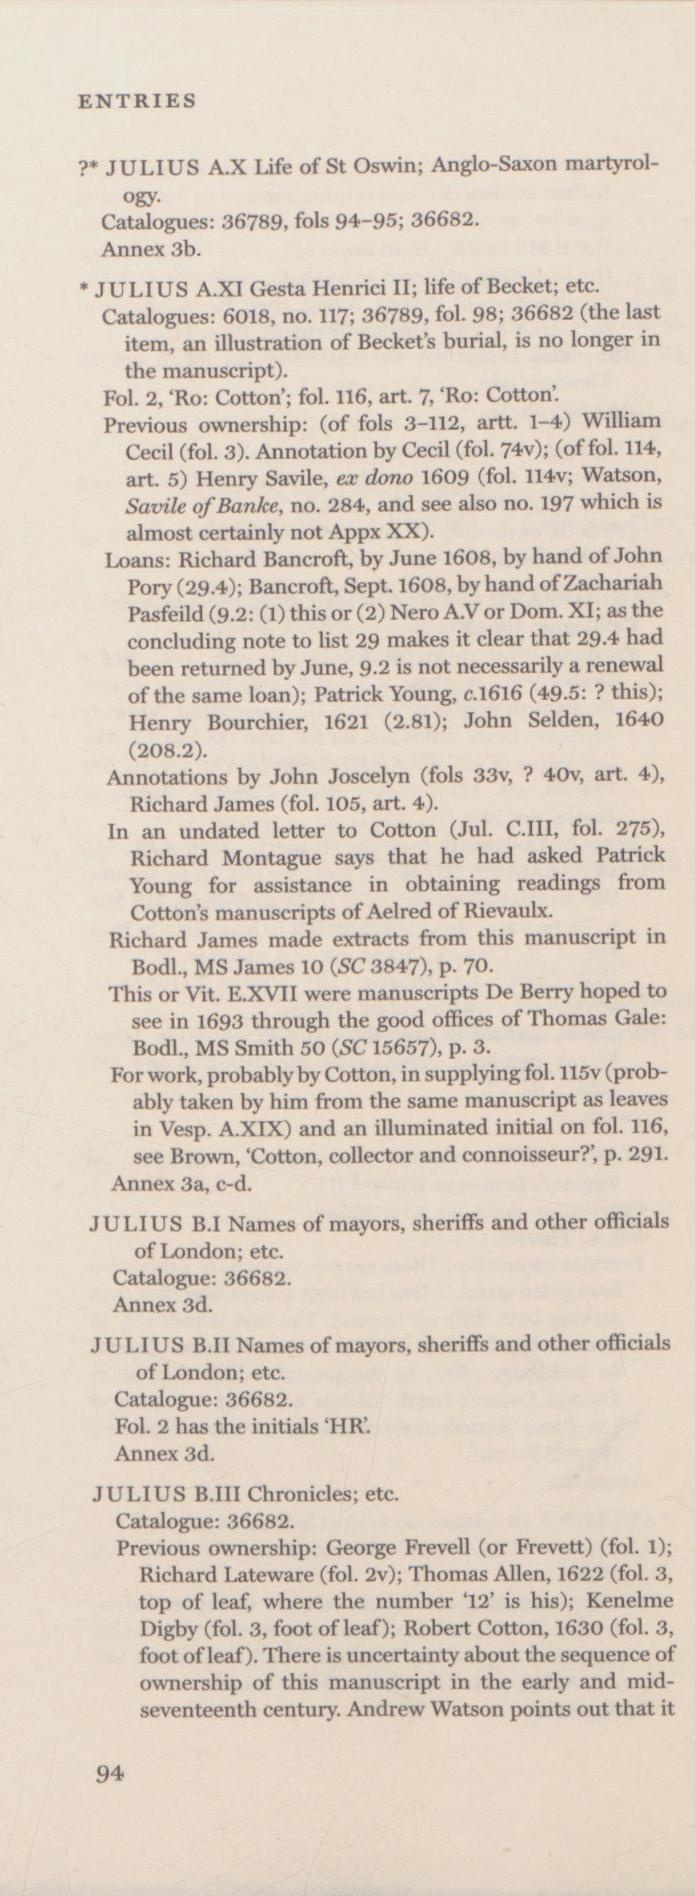 ENTRIES
?* JULIUS A.X Life of St Oswin; Anglo-Saxon martyrol-
ogy.
Catalogues: 36789, fols 94–95; 36682.
Annex 3b.
* JULIUS A.XI Gesta Henrici II; life of Becket; etc.
Catalogues: 6018, no. 117; 36789, fol. 98; 36682 (the last
item, an illustration of Becket's burial, is no longer in
the manuscript).
Fol. 2, 'Ro: Cotton'; fol. 116, art. 7, 'Ro: Cotton'.
Previous ownership: (of fols 3–112, artt. 1–4) William
Cecil (fol. 3). Annotation by Cecil (fol. 74v); (of fol. 114,
art. 5) Henry Savile, ex dono 1609 (fol. 114v; Watson,
Savile of Banke, no. 284, and see also no. 197 which is
almost certainly not Appx XX).
Loans: Richard Bancroft, by June 1608, by hand of John
Pory (29.4); Bancroft, Sept. 1608, by hand of Zachariah
Pasfeild (9.2: (1) this or (2) Nero A.V or Dom. XI; as the
concluding note to list 29 makes it clear that 29.4 had
been returned by June, 9.2 is not necessarily a renewal
of the same loan); Patrick Young, c.1616 (49.5: ? this);
Henry Bourchier, 1621 (2.81); John Selden, 1640
(208.2).
Annotations by John Joscelyn (fols 33v, ? 40v, art. 4),
Richard James (fol. 105, art. 4).
In an undated letter to Cotton (Jul. C.III, fol. 275),
Richard Montague says that he had asked Patrick
Young for assistance in obtaining readings from
Cotton's manuscripts of Aelred of Rievaulx.
Richard James made extracts from this manuscript in
Bodl., MS James 10 (SC 3847), p. 70.
This or Vit. E.XVII were manuscripts De Berry hoped to
see in 1693 through the good offices of Thomas Gale:
Bodl., MS Smith 50 (SC 15657), p. 3.
For work, probably by Cotton, in supplying fol. 115v (prob-
ably taken by him from the same manuscript as leaves
in Vesp. A.XIX) and an illuminated initial on fol. 116,
see Brown, 'Cotton, collector and connoisseur?', p. 291.
Annex 3a, c-d.
JULIUS B.I Names of mayors, sheriffs and other officials
of London; etc.
Catalogue: 36682.
Annex 3d.
JULIUS B.II Names of mayors, sheriffs and other officials
of London; etc.
Catalogue: 36682.
Fol. 2 has the initials 'HR'.
Annex 3d.
JULIUS B.III Chronicles; etc.
Catalogue: 36682.
Previous ownership: George Frevell (or Frevett) (fol. 1);
Richard Lateware (fol. 2v); Thomas Allen, 1622 (fol. 3,
top of leaf, where the number '12' is his); Kenelme
Digby (fol. 3, foot of leaf); Robert Cotton, 1630 (fol. 3,
foot of leaf). There is uncertainty about the sequence of
ownership of this manuscript in the early and mid-
seventeenth century. Andrew Watson points out that it
94